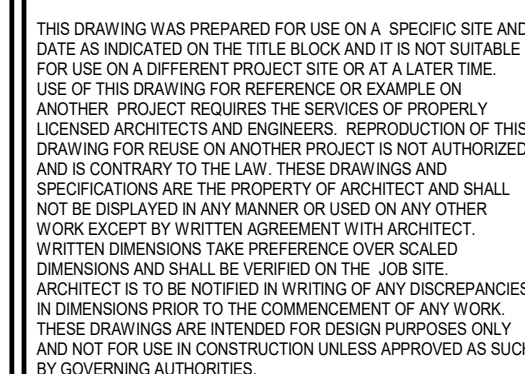 THIS DRAWING WAS PREPARED FOR USE ON A SPECIFIC SITE AND
DATE AS INDICATED ON THE TITLE BLOCK AND IT IS NOT SUITABLE
FOR USE ON A DIFFERENT PROJECT SITE OR AT A LATER TIME.
USE OF THIS DRAWING FOR REFERENCE OR EXAMPLE ON
ANOTHER PROJECT REQUIRES THE SERVICES OF PROPERLY
LICENSED ARCHITECTS AND ENGINEERS. REPRODUCTION OF THIS
DRAWING FOR REUSE ON ANOTHER PROJECT IS NOT AUTHORIZED
AND IS CONTRARY TO THE LAW. THESE DRAWINGS AND
SPECIFICATIONS ARE THE PROPERTY OF ARCHITECT AND SHALL
NOT BE DISPLAYED IN ANY MANNER OR USED ON ANY OTHER
WORK EXCEPT BY WRITTEN AGREEMENT WITH ARCHITECT.
WRITTEN DIMENSIONS TAKE PREFERENCE OVER SCALED
DIMENSIONS AND SHALL BE VERIFIED ON THE JOB SITE.
ARCHITECT IS TO BE NOTIFIED IN WRITING OF ANY DISCREPANCIES
IN DIMENSIONS PRIOR TO THE COMMENCEMENT OF ANY WORK.
THESE DRAWINGS ARE INTENDED FOR DESIGN PURPOSES ONLY
AND NOT FOR USE IN CONSTRUCTION UNLESS APPROVED AS SUCH
BY GOVERNING AUTHORITIES.